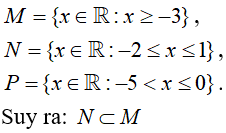 M = {x ∈ ℝ : x ≥ −3} ,
N = {x ∈ ℝ : −2 ≤ x ≤ 1} ,
P = {x ∈ ℝ : −5 < x ≤ 0} .
Suy ra: N ⊂ M